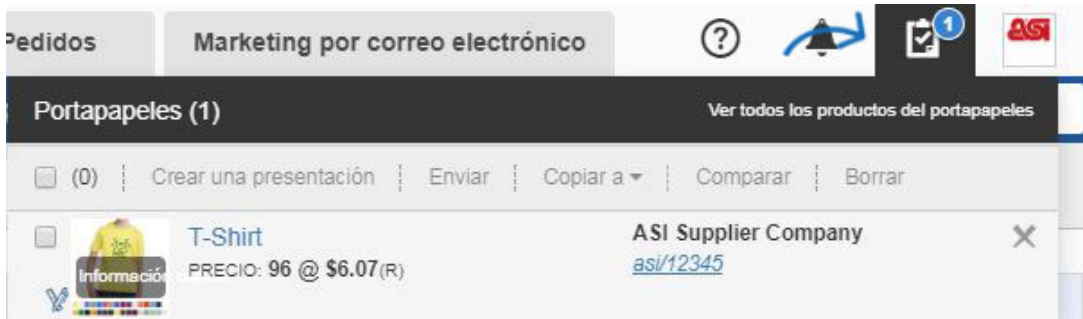 Pedidos
Marketing por correo electrónico
1
ASI
Portapapeles (1)
Ver todos los productos del portapapeles
(0)
Crear una presentación
Enviar
Copiar a
Comparar
Borrar
T-Shirt
ASI Supplier Company
Información
PRECIO: 96 @ $6.07(R)
asi/12345